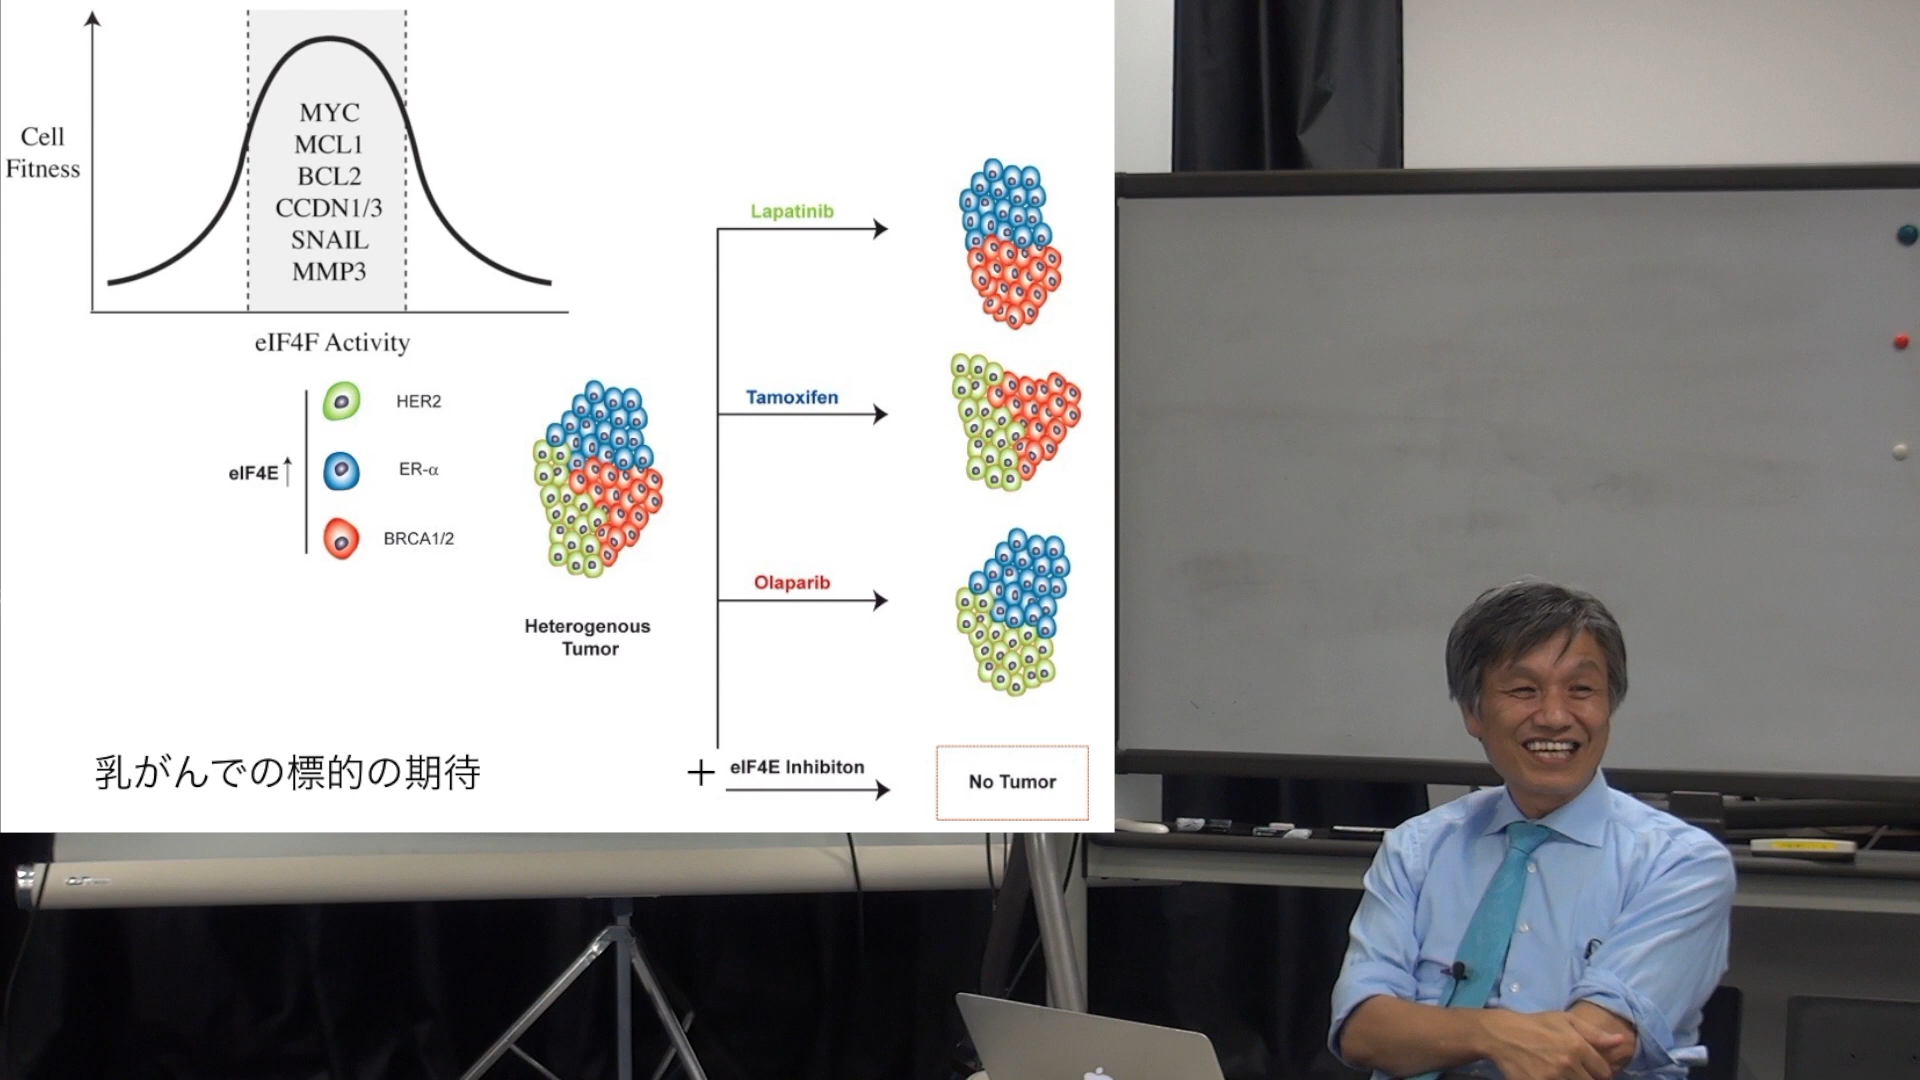 Cell
Fitness
MYC
MCL1
BCL2
CCDN1/3
SNAIL
MMP3
eIF4F Activity
eIF4E↑
HER2
ER-α
BRCA1/2
Heterogenous
Tumor
Lapatinib
Tamoxifen
Olaparib
+ eIF4E Inhibiton
No Tumor
乳がんでの標的の期待